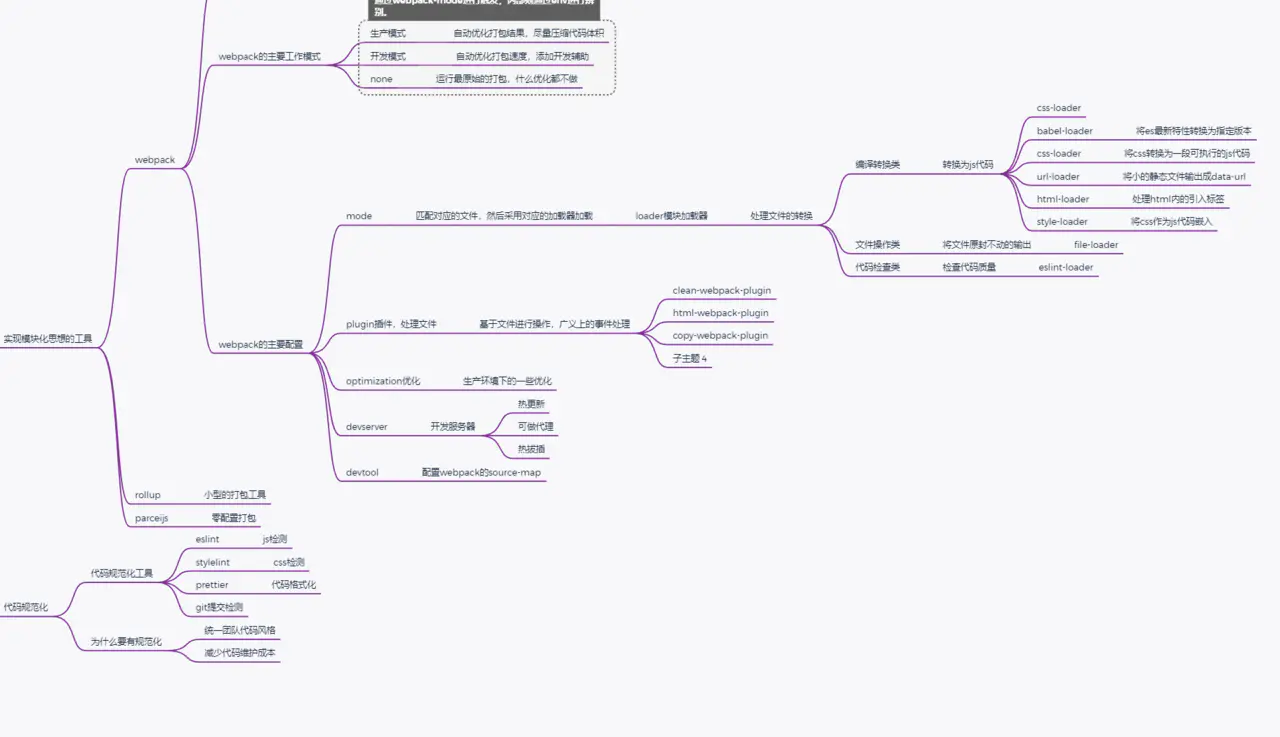 别。
webpack的主要工作模式
生产模式 自动优化打包结果，尽量压缩代码体积
开发模式 自动优化打包速度，添加开发辅助
none 运行最原始的打包，什么优化都不做
实现模块化思想的工具
webpack
webpack的主要配置
mode 匹配对应的文件，然后采用对应的加载器加载 loader模块加载器 处理文件的转换
编译转换类 转换为js代码
css-loader
babel-loader 将es最新特性转换为指定版本
css-loader 将css转换为一段可执行的js代码
url-loader 将小的静态文件输出成data-url
html-loader 处理html内的引入标签
style-loader 将css作为js代码嵌入
文件操作类 将文件原封不动的输出 file-loader
代码检查类 检查代码质量 eslint-loader
plugin插件，处理文件 基于文件进行操作，广义上的事件处理
clean-webpack-plugin
html-webpack-plugin
copy-webpack-plugin
子主题 4
optimization优化 生产环境下的一些优化
devserver 开发服务器
热更新
可做代理
热拔插
devtool 配置webpack的source-map
rollup 小型的打包工具
parceijs 零配置打包
代码规范化
代码规范化工具
eslint js检测
stylelint css检测
prettier 代码格式化
git提交检测
为什么要有规范化
统一团队代码风格
减少代码维护成本